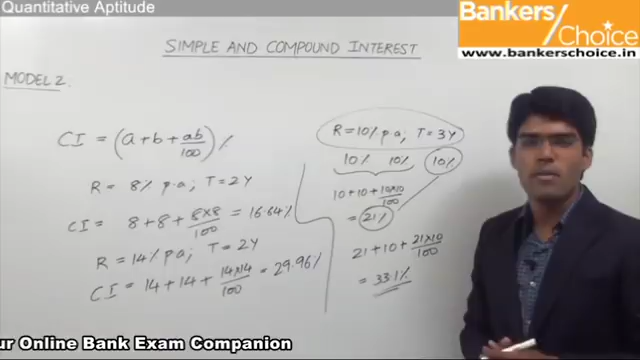 Quantitative Aptitude
Bankers
Choice
www.bankerschoice.in
SIMPLE AND COMPOUND INTEREST
MODEL 2.
CI = (a+b+ab/100)%
R = 8% p.a; T=2Y
CI = 8+8+8×8/100 = 16.64%
R = 14% pa; T=2Y
CI = 14+14+14×14/100 = 29.96%
R=10% p a; T=3Y
10% 10% 10%
10+10+10×10/100
= 21%
21+10+21×10/100
= 33.1%
ur Online Bank Exam Companion